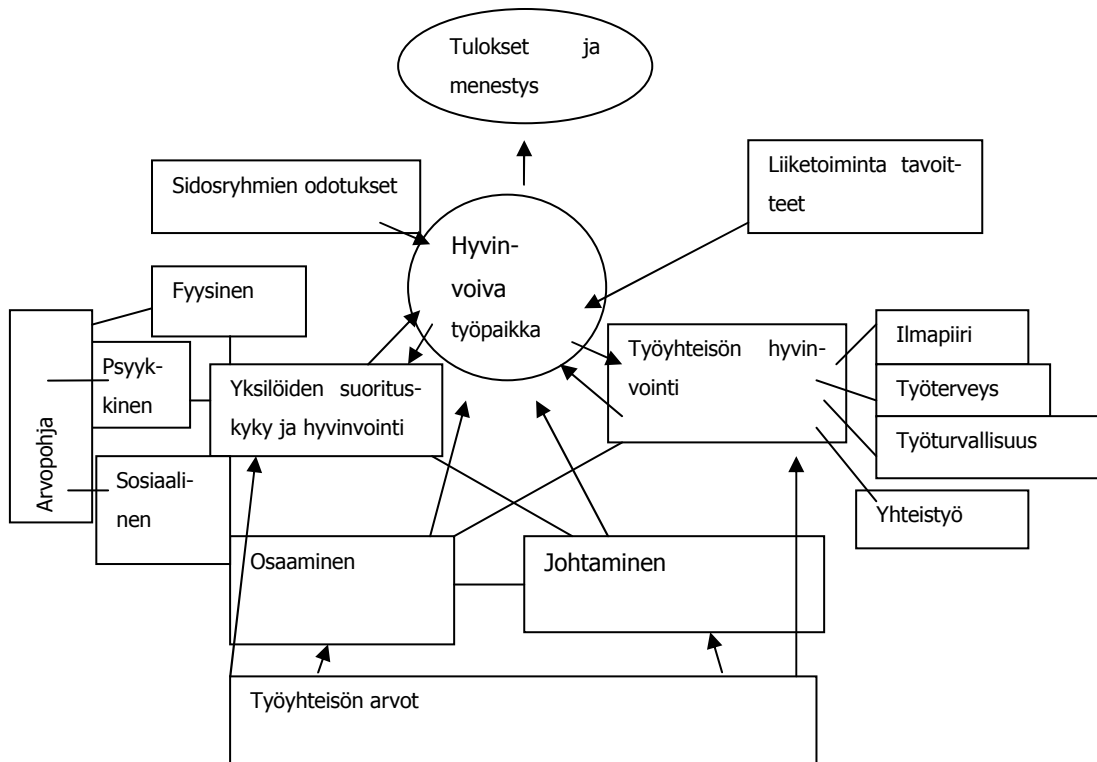 Tulokset ja
menestys
Liiketoiminta tavoit-
teet
Sidosryhmien odotukset
Hyvin-
voiva
työpaikka
Fyysinen
Psyyk-
kinen
Sosiaali-
nen
Arvopohja
Yksilöiden suoritus-
kyky ja hyvinvointi
Työyhteisön hyvin-
vointi
Ilmapiiri
Työterveys
Työturvallisuus
Yhteistyö
Osaaminen
Johtaminen
Työyhteisön arvot